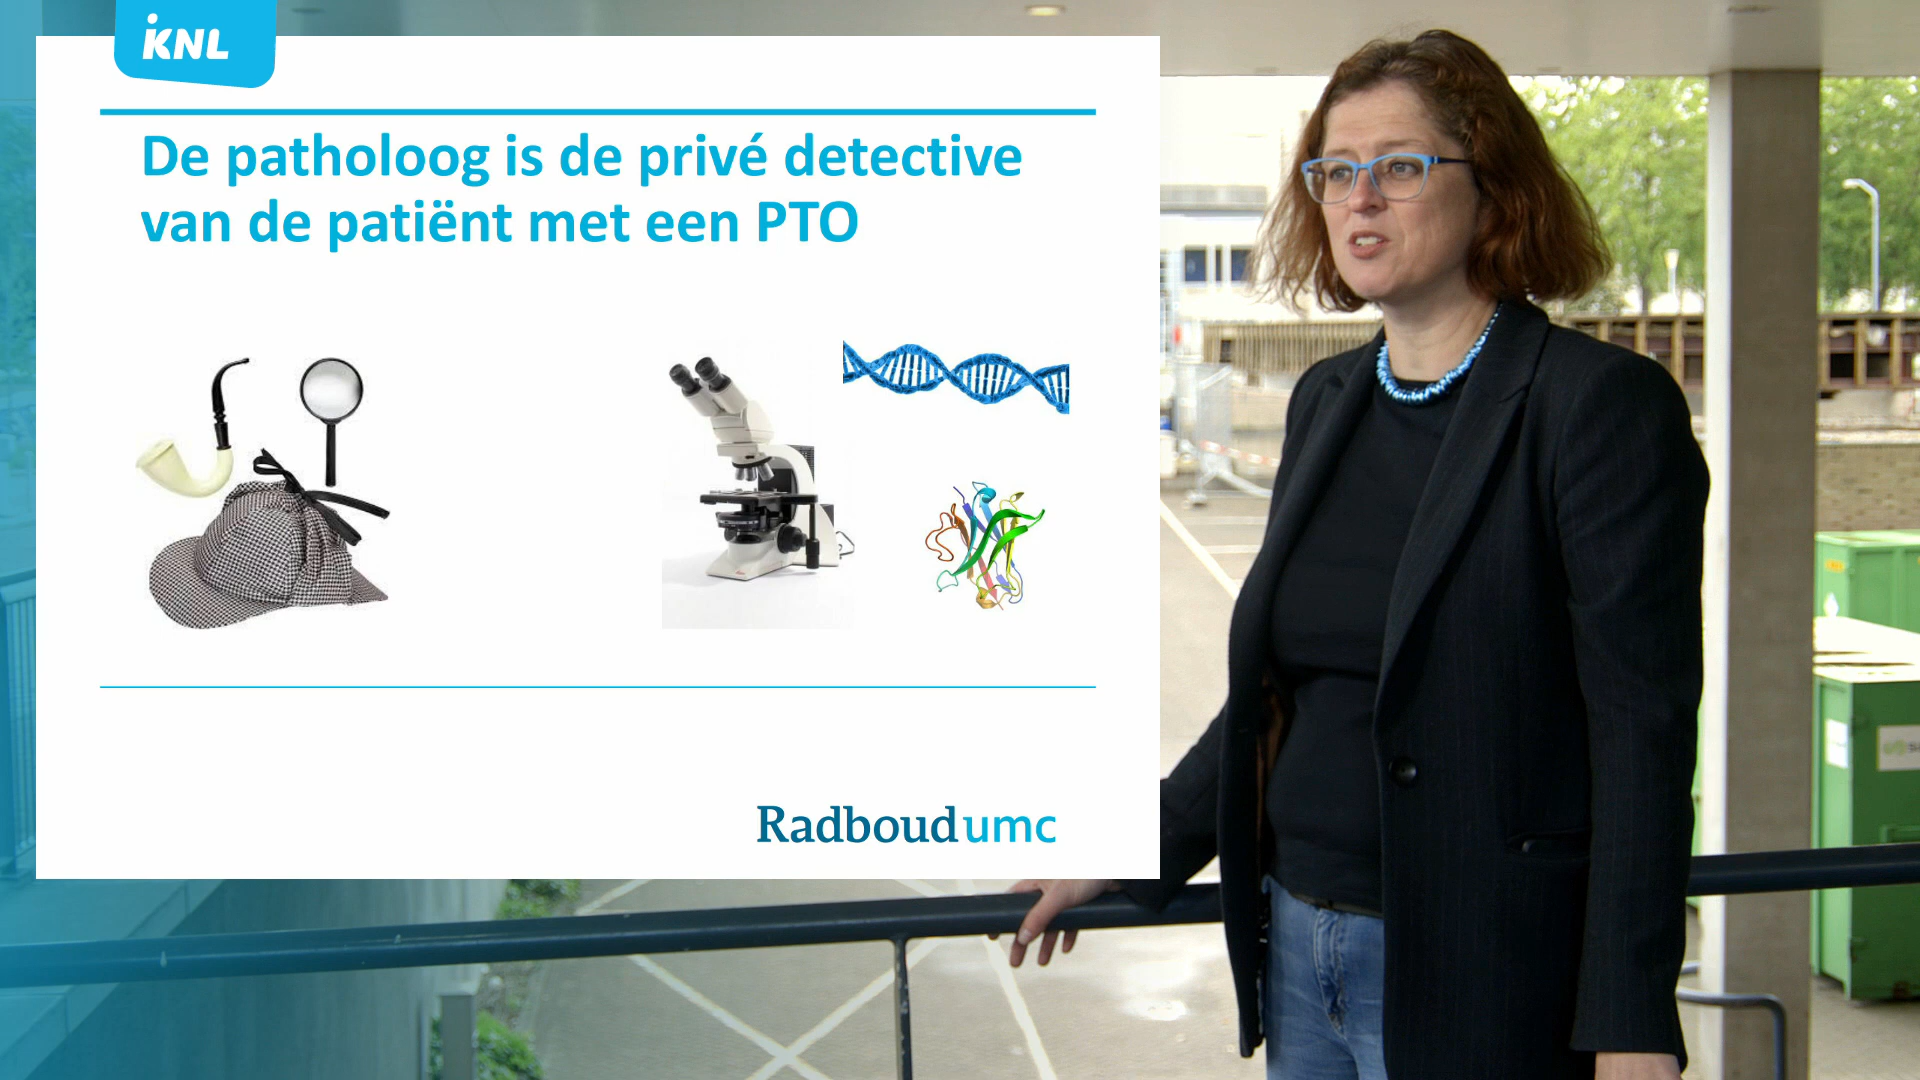 iKNL
De patholoog is de privé detective
van de patiënt met een PTO
Radboudumc